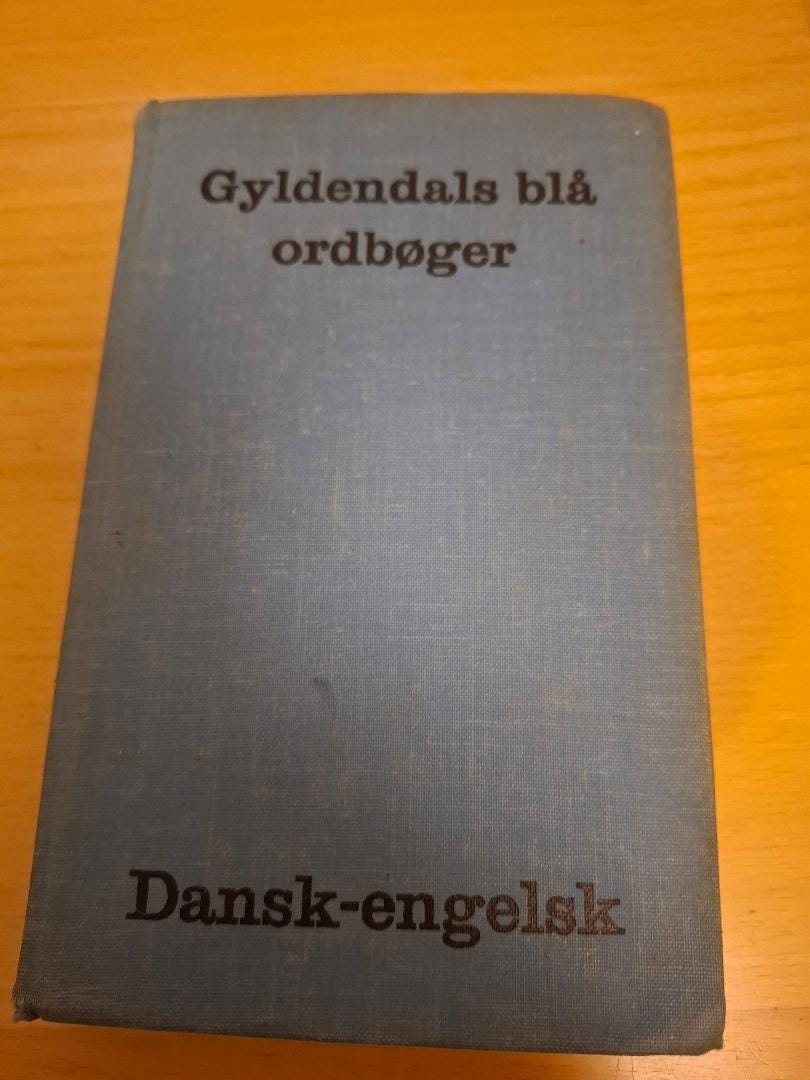 Gyldendals blå
ordbøger
Dansk-engelsk